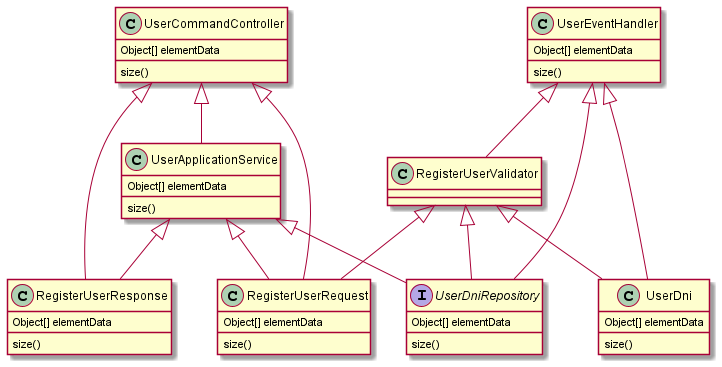 C UserCommandController
Object[] elementData
size()
C UserEventHandler
Object[] elementData
size()
C UserApplicationService
Object[] elementData
size()
C RegisterUserValidator
C RegisterUserResponse
Object[] elementData
size()
C RegisterUserRequest
Object[] elementData
size()
I UserDniRepository
Object[] elementData
size()
C UserDni
Object[] elementData
size()